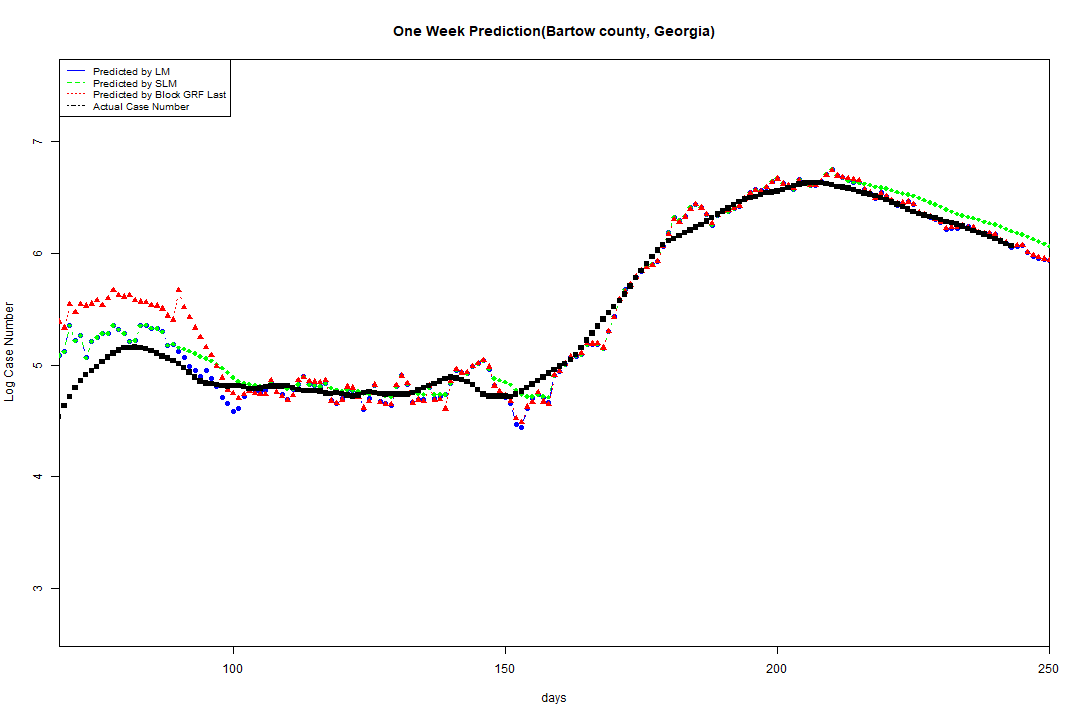 One Week Prediction(Bartow county, Georgia)
Predicted by LM
Predicted by SLM
Predicted by Block GRF Last
Actual Case Number
Log Case Number
7
6
5
4
3
100 150 200 250
days